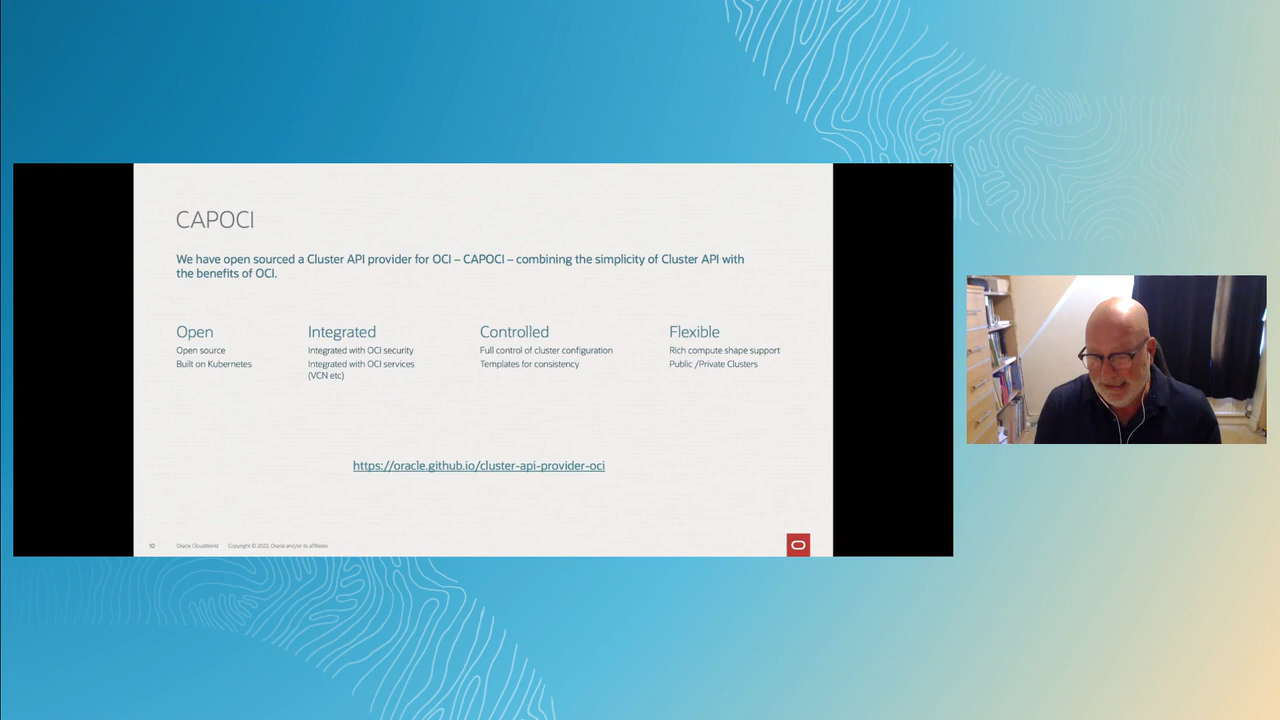 CAPOCI
We have open sourced a Cluster API provider for OCI – CAPOCI – combining the simplicity of Cluster API with
the benefits of OCI.
Open
Open source
Built on Kubernetes
Integrated
Integrated with OCI security
Integrated with OCI services
(VCN etc)
Controlled
Full control of cluster configuration
Templates for consistency
Flexible
Rich compute shape support
Public /Private Clusters
https://oracle.github.io/cluster-api-provider-oci
10 Oracle CloudWorld Copyright © 2022, Oracle and/or its affiliates